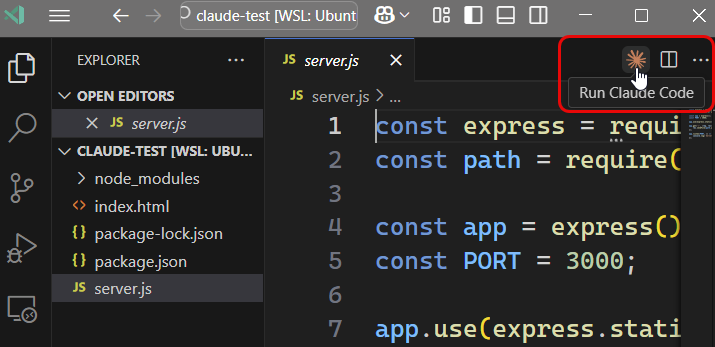 claude-test [WSL: Ubunt
EXPLORER
OPEN EDITORS
JS server.js
CLAUDE-TEST [WSL: UBU...
node_modules
<> index.html
{} package-lock.json
{} package.json
JS server.js
JS server.js
Run Claude Code
JS server.js > ...
1 const express = requi
2 const path = require(
3
4 const app = express()
5 const PORT = 3000;
6
7 app.use(express.stati